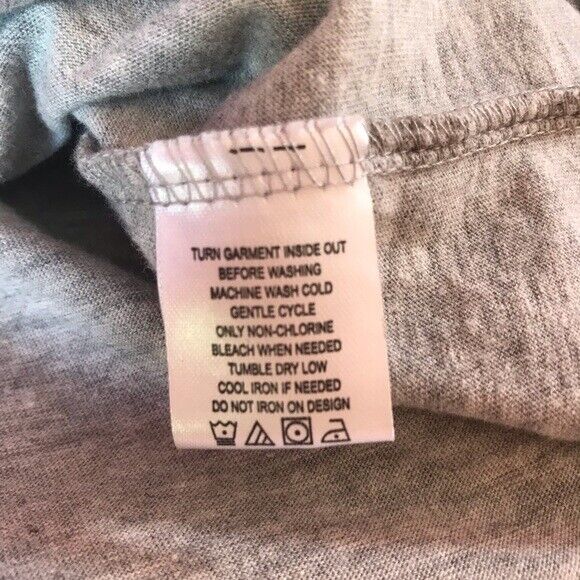 TURN GARMENT INSIDE OUT
BEFORE WASHING
MACHINE WASH COLD
GENTLE CYCLE
ONLY NON-CHLORINE
BLEACH WHEN NEEDED
TUMBLE DRY LOW
COOL IRON IF NEEDED
DO NOT IRON ON DESIGN